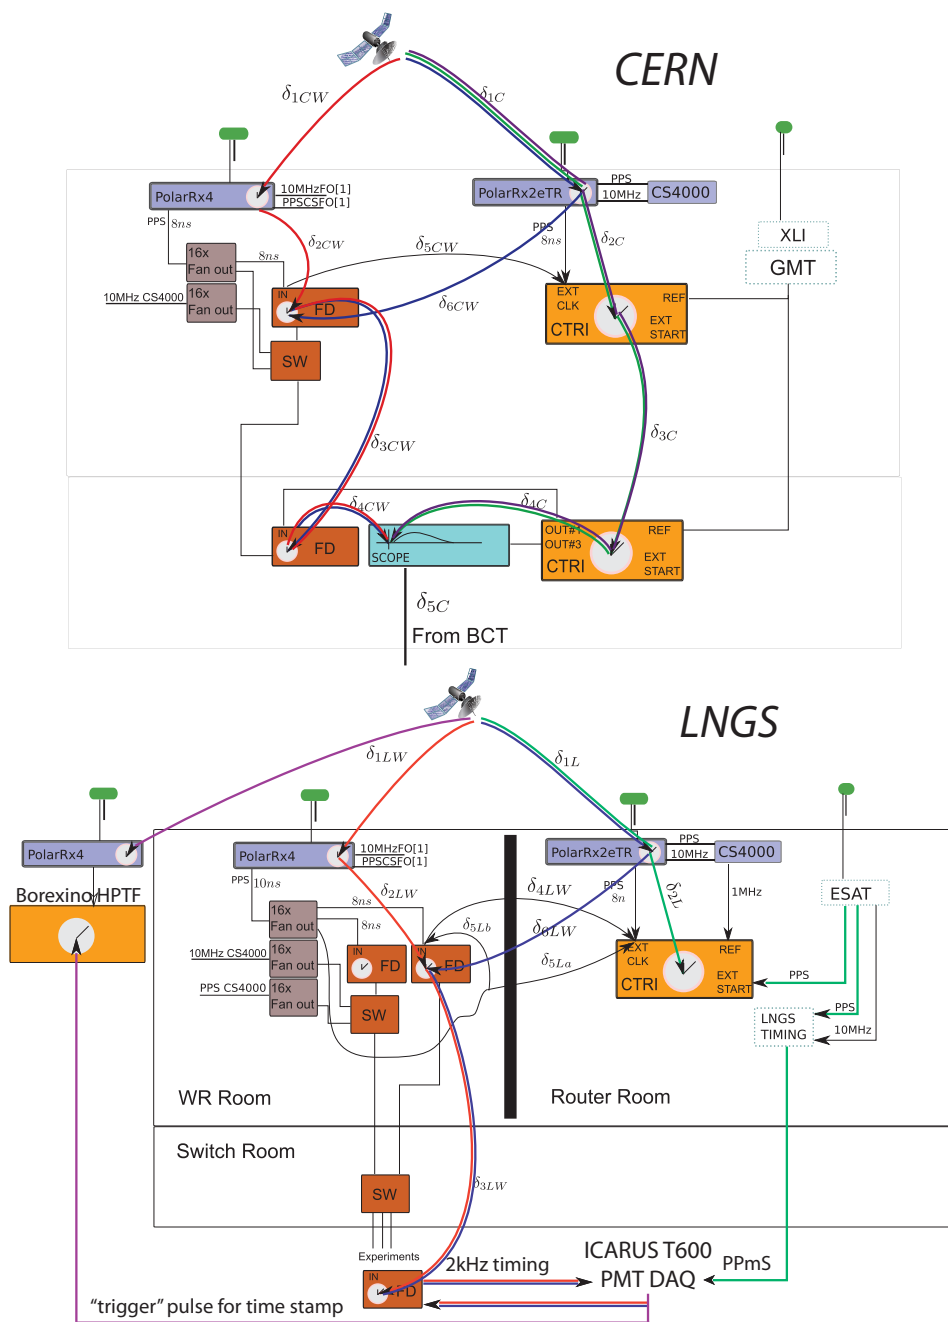 CERN
δ1CW
δ1C
PolarRx4
10MHzFO[1]
PPSCSFO[1]
PolarRx2eTR
PPS
10MHz
CS4000
PPS
8ns
PPS
8ns
δ2CW
δ5CW
δ2C
XLI
GMT
16x
Fan out
8ns
16x
Fan out
10MHz CS4000
IN
FD
δ6CW
EXT
CLK
REF
CTRI
EXT
START
SW
δ3CW
δ3C
δ4CW
δ4C
IN
FD
SCOPE
OUT#1
OUT#3
CTRI
REF
EXT
START
δ5C
From BCT
LNGS
δ1LW
δ1L
PolarRx4
PolarRx4
10MHzFO[1]
PPSCSFO[1]
PolarRx2eTR
PPS
10MHz
CS4000
Borexino HPTF
PPS
10ns
δ2LW
δ4LW
PPS
8n
δ2L
1MHz
ESAT
8ns
16x
Fan out
8ns
δ5Lb
δ6LW
10MHz CS4000
16x
Fan out
IN
FD
IN
FD
δ5La
EXT
CLK
REF
CTRI
EXT
START
PPS
PPS CS4000
16x
Fan out
SW
LNGS
TIMING
PPS
10MHz
WR Room
Router Room
Switch Room
SW
δ3LW
Experiments
IN
FD
2kHz timing
ICARUS T600
PMT DAQ
PPmS
“trigger” pulse for time stamp